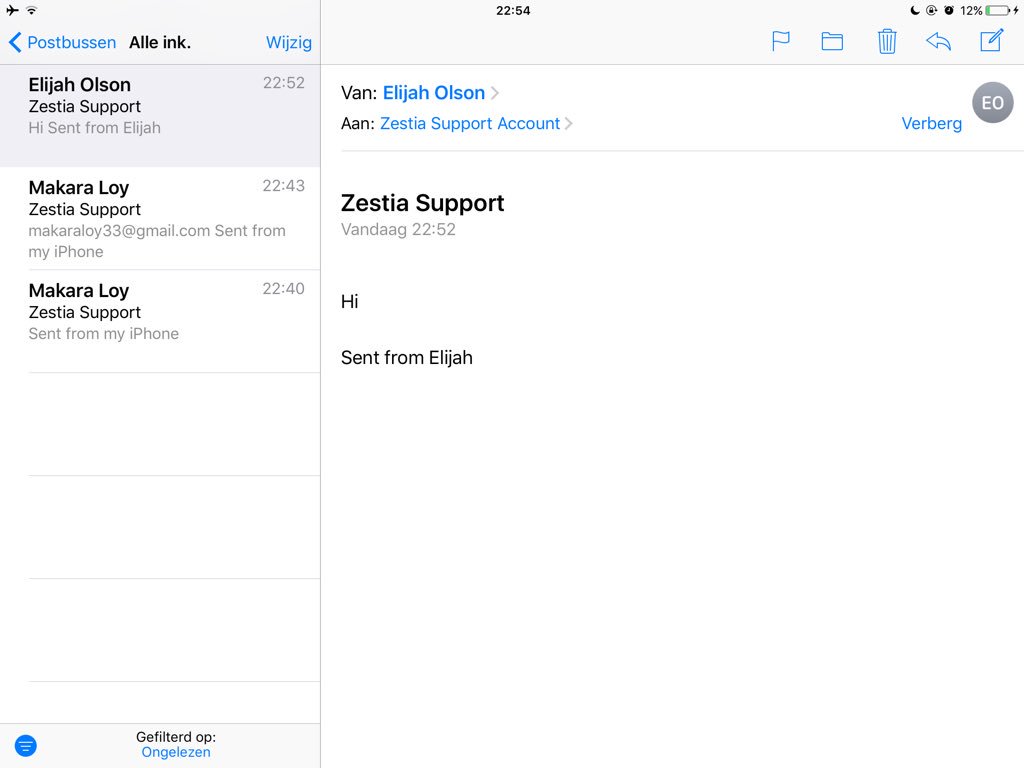 22:54
12%
Postbussen
Alle ink.
Wijzig
Elijah Olson
22:52
Zestia Support
Hi Sent from Elijah
Makara Loy
22:43
Zestia Support
makaraloy33@gmail.com Sent from
my iPhone
Makara Loy
22:40
Zestia Support
Sent from my iPhone
Gefilterd op:
Ongelezen
Van: Elijah Olson
EO
Aan: Zestia Support Account
Verberg
Zestia Support
Vandaag 22:52
Hi
Sent from Elijah